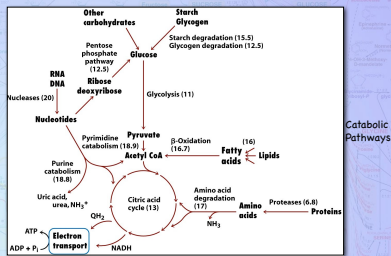 Other
carbohydrates
Starch
Glycogen
Starch degradation (15.5)
Glycogen degradation (12.5)
Pentose
phosphate
pathway
(12.5)
Glucose
RNA
DNA
Ribose
deoxyribose
Nucleases (20)
Glycolysis (11)
Nucleotides
Catabolic
Pathways
Pyrimidine
catabolism (18.9)
Pyruvate
β-Oxidation
(16.7)
(16)
Acetyl CoA
Fatty
acids
Lipids
Purine
catabolism
(18.8)
Uric acid,
urea, NH₃⁺
Citric acid
cycle (13)
Amino acid
degradation
(17)
Amino
acids
Proteases (6.8)
Proteins
NH₃
QH₂
ATP
ADP + Pᵢ
Electron
transport
NADH